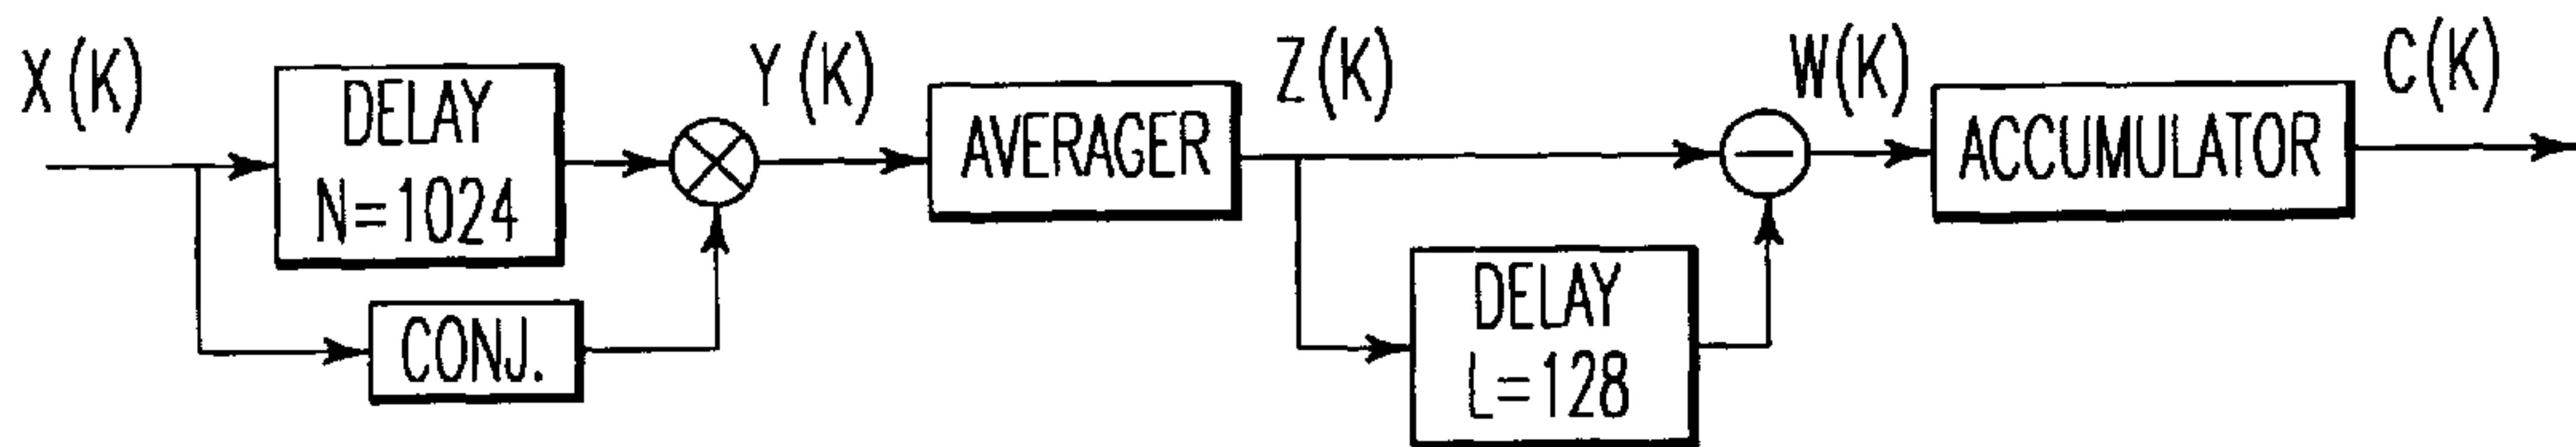 X(K)
DELAY
N=1024
CONJ.
Y(K)
AVERAGER
Z(K)
DELAY
L=128
W(K)
ACCUMULATOR
C(K)